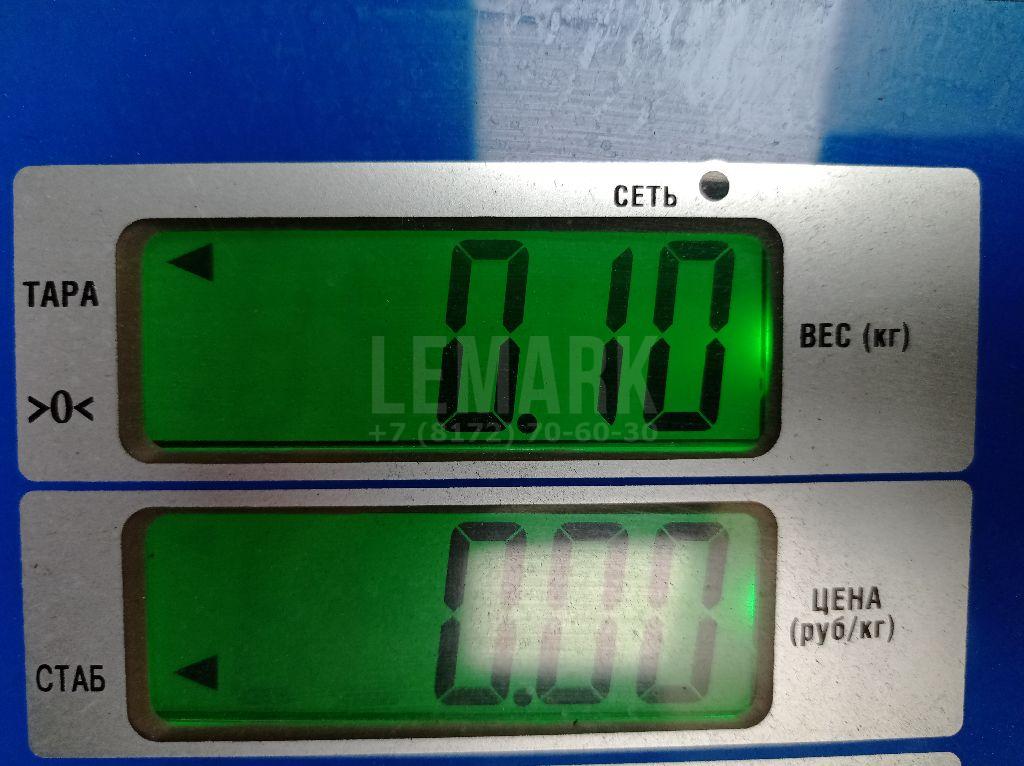 СЕТЬ
ТАРА
0.10
ВЕС (кг)
>0<
LEMARK
+7 (8172) 70-60-30
0.00
ЦЕНА
(руб/кг)
СТАБ